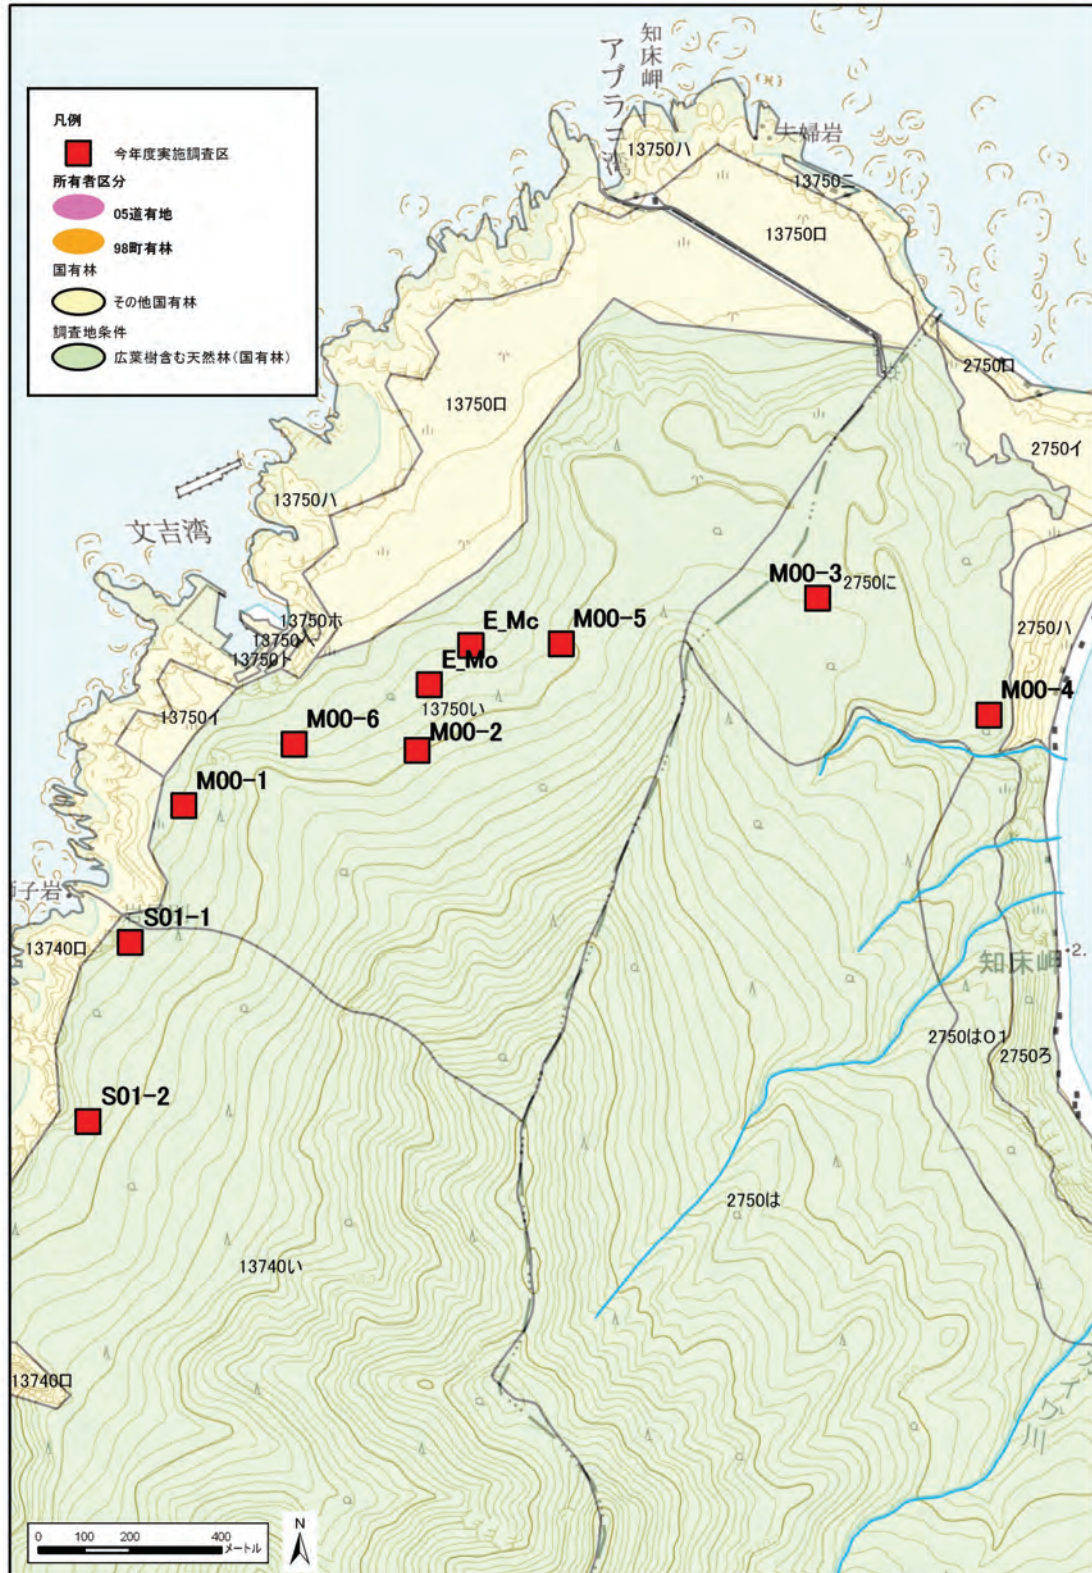 知床岬
アブラコ湾
夫婦岩
13750ハ
13750ニ
凡例
今年度実施調査区
所有者区分
05道有地
98町有林
国有林
その他国有林
調査地条件
広葉樹含む天然林(国有林)
13750ロ
2750ロ
13750ロ
2750イ
13750ハ
文吉湾
M00-3
2750に
13750ホ
13750ヘ
13750ト
E_Mc
M00-5
2750ハ
E_Mo
13750い
13750イ
M00-6
M00-2
M00-4
M00-1
子岩
S01-1
13740ロ
知床岬
2.
2750は01
2750ろ
S01-2
2750は
13740い
13740ロ
川
0 100 200 400
メートル
N